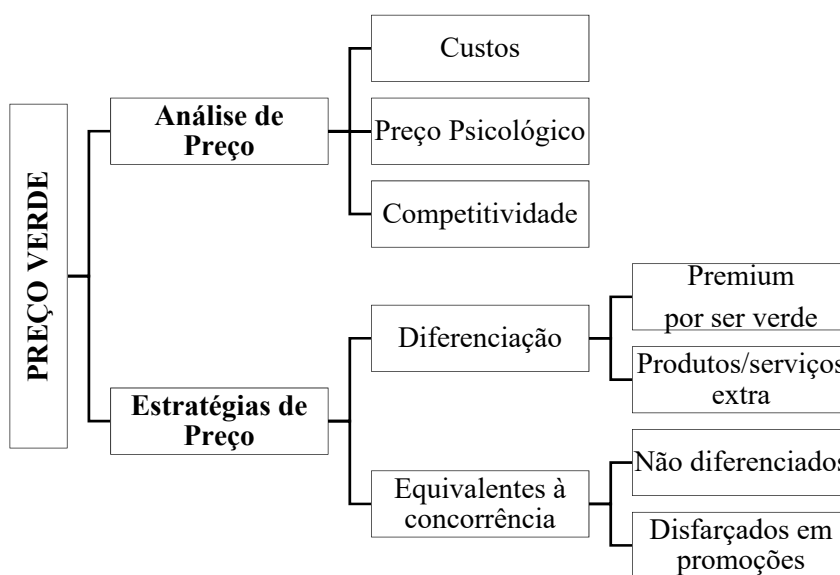 PREÇO VERDE
Análise de
Preço
Custos
Preço Psicológico
Competitividade
Estratégias de
Preço
Diferenciação
Premium
por ser verde
Produtos/serviços
extra
Equivalentes à
concorrência
Não diferenciados
Disfarçados em
promoções